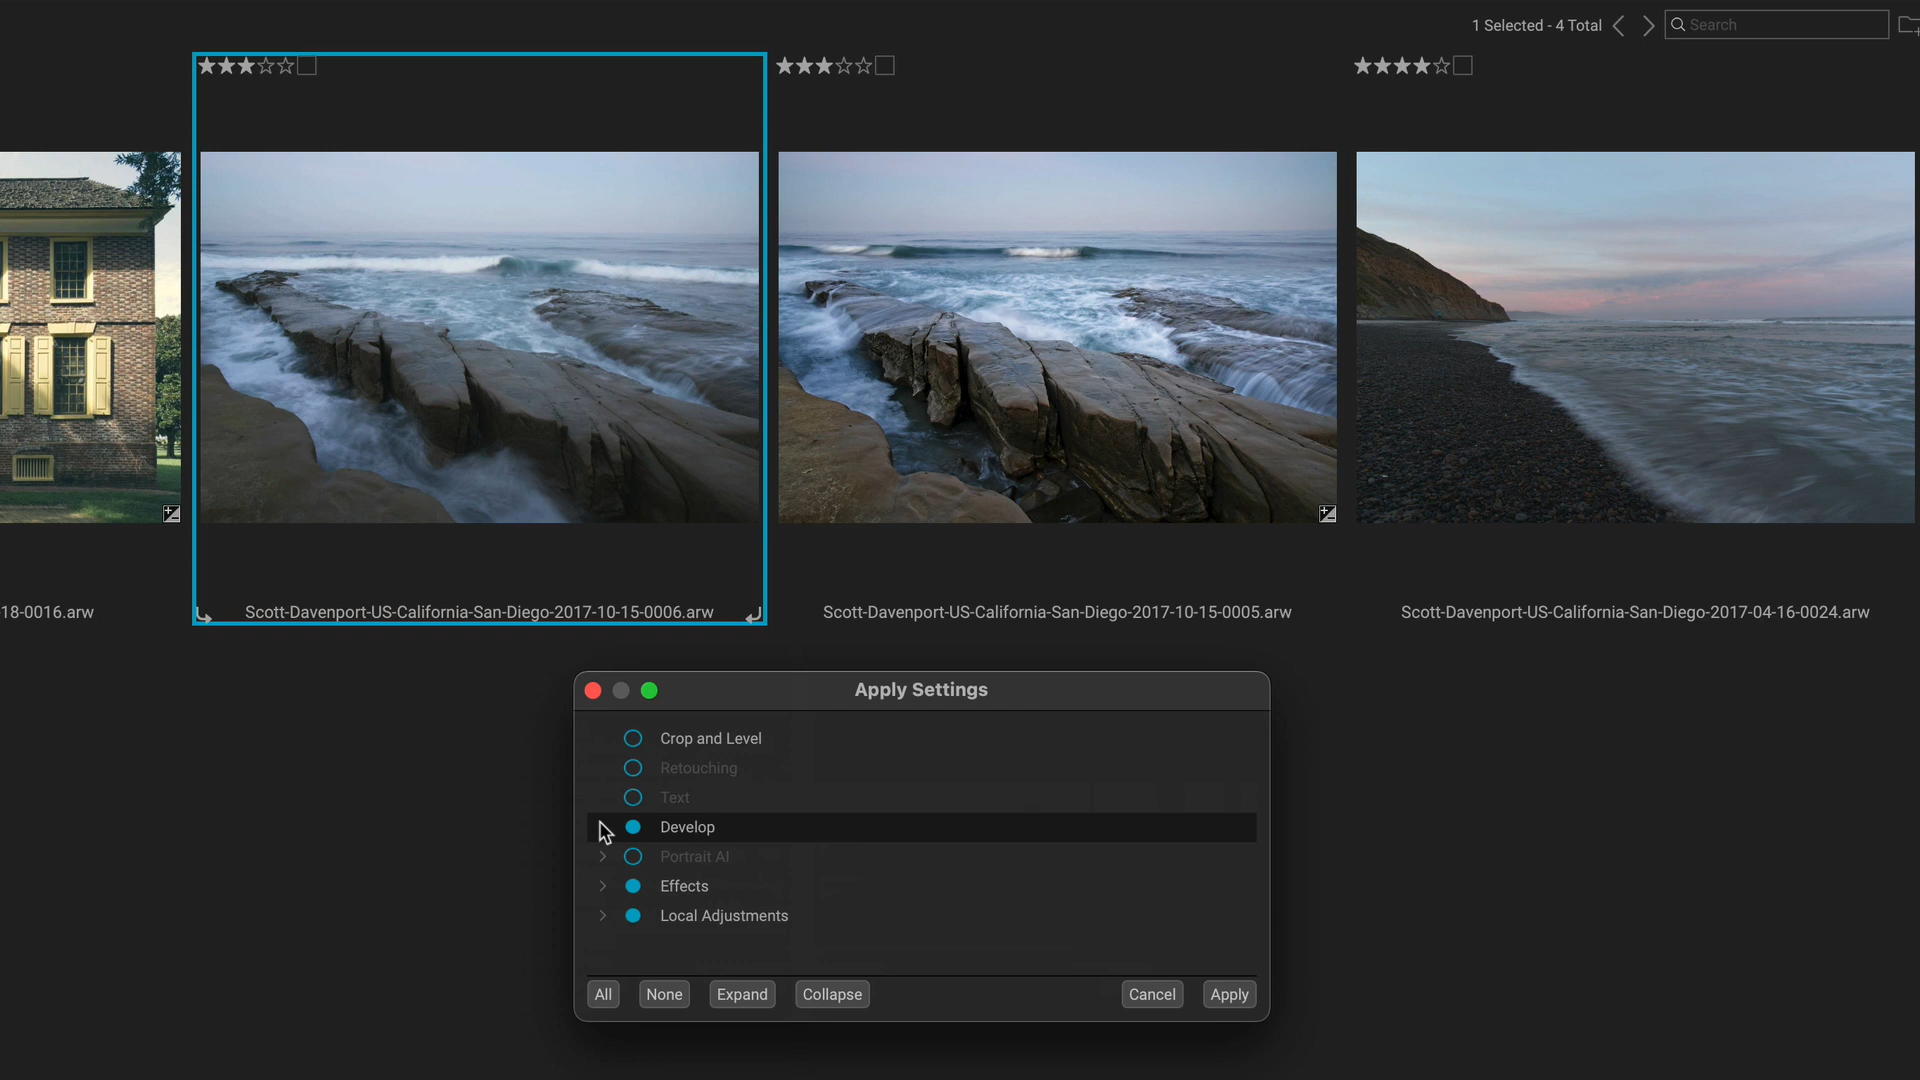 1 Selected - 4 Total
Search
18-0016.arw
Scott-Davenport-US-California-San-Diego-2017-10-15-0006.arw
Scott-Davenport-US-California-San-Diego-2017-10-15-0005.arw
Scott-Davenport-US-California-San-Diego-2017-04-16-0024.arw
Apply Settings
Crop and Level
Retouching
Text
Develop
Portrait AI
Effects
Local Adjustments
All None Expand Collapse Cancel Apply